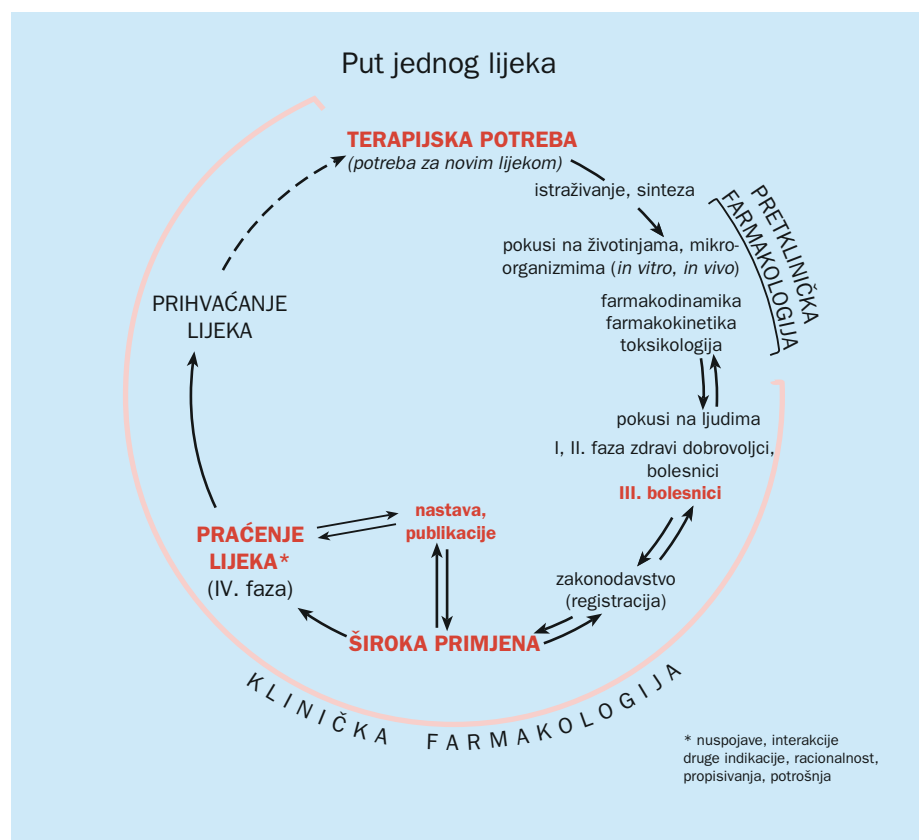 Put jednog lijeka
TERAPIJSKA POTREBA
(potreba za novim lijekom)
istraživanje, sinteza
pokusi na životinjama, mikro-
organizmima (in vitro, in vivo)
farmakodinamika
farmakokinetika
toksikologija
PRETKLINIČKA
FARMAKOLOGIJA
pokusi na ljudima
I, II. faza zdravi dobrovoljci,
bolesnici
III. bolesnici
zakonodavstvo
(registracija)
ŠIROKA PRIMJENA
nastava,
publikacije
PRAĆENJE
LIJEKA*
(IV. faza)
PRIHVAĆANJE
LIJEKA
KLINIČKA FARMAKOLOGIJA
* nuspojave, interakcije
druge indikacije, racionalnost,
propisivanja, potrošnja